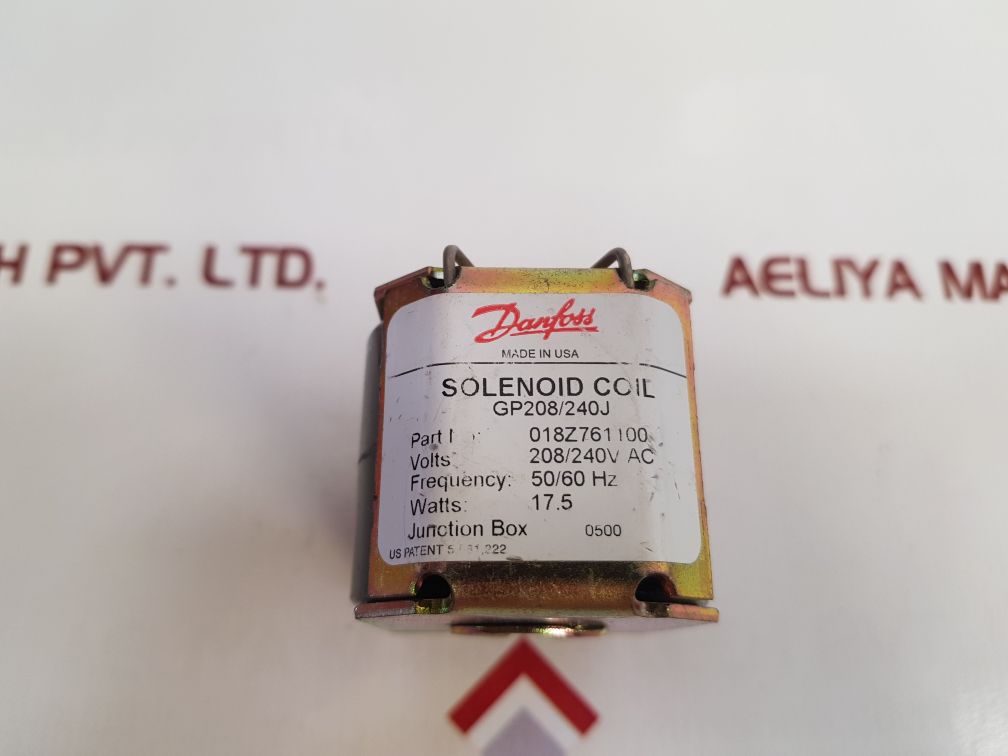 H PVT. LTD.
AELIYA MA
Danfoss
MADE IN USA
SOLENOID COIL
GP208/240J
Part 018Z761100
Volts 208/240V AC
Frequency: 50/60 Hz
Watts: 17.5
Junction Box 0500
US PATENT